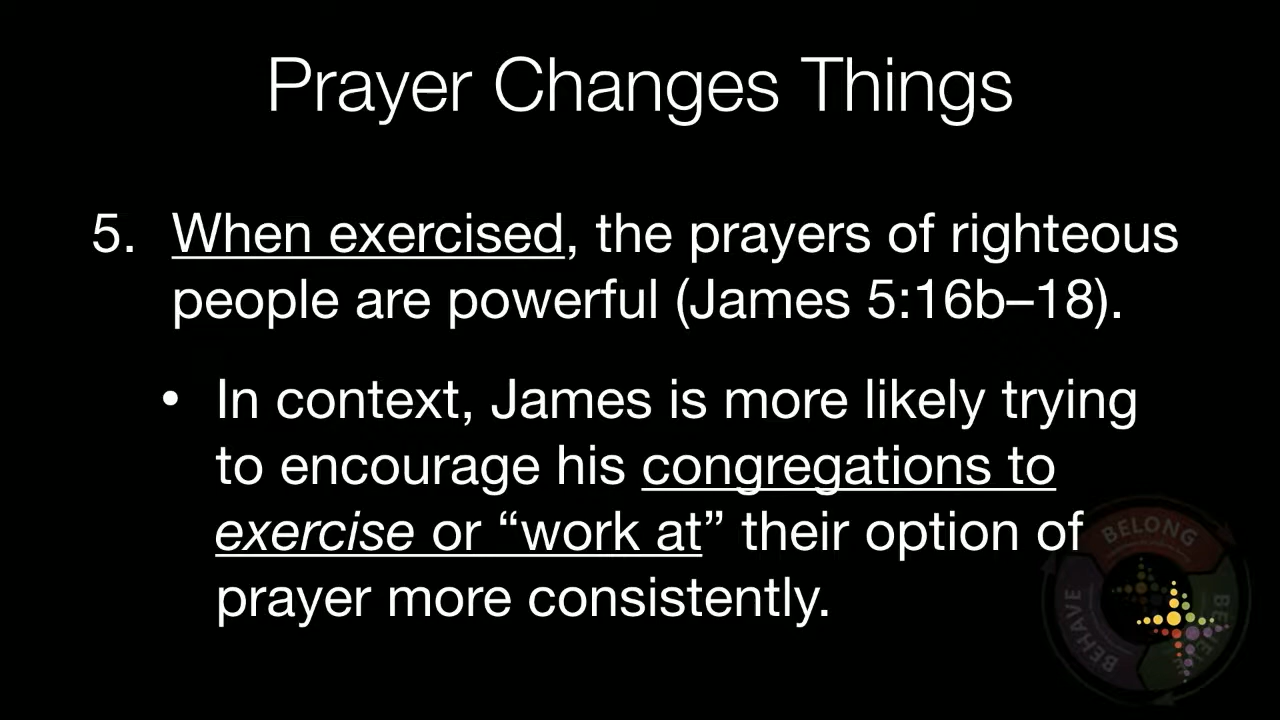 Prayer Changes Things
5. When exercised, the prayers of righteous
people are powerful (James 5:16b–18).
• In context, James is more likely trying
to encourage his congregations to
exercise or “work at” their option of
prayer more consistently.
BELONG
BEHAVE